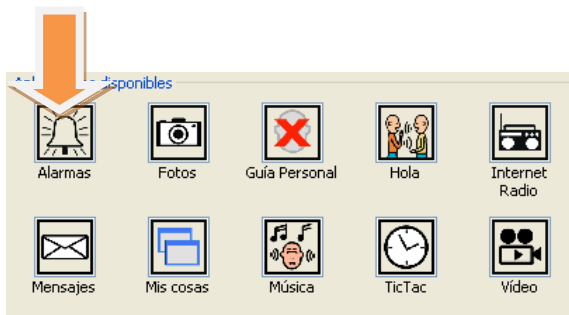 disponibles
Alarmas
Fotos
Guía Personal
Hola
Internet
Radio
Mensajes
Mis cosas
Música
TicTac
Vídeo